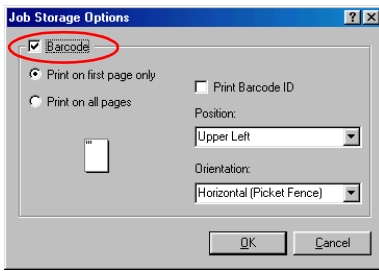 Job Storage Options
Barcode
Print on first page only
Print on all pages
Print Barcode ID
Position:
Upper Left
Orientation:
Horizontal (Picket Fence)
OK
Cancel